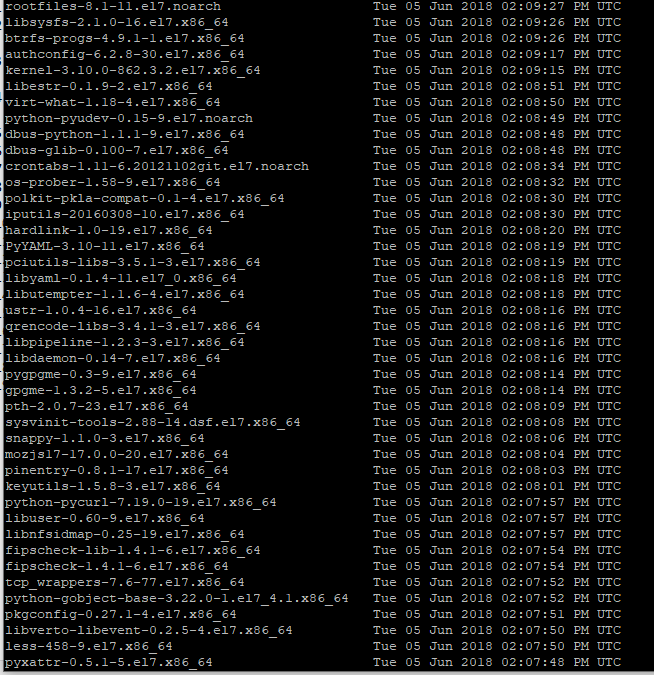 rootfiles-8.1-11.el7.noarch Tue 05 Jun 2018 02:09:27 PM UTC
libsysfs-2.1.0-16.el7.x86_64 Tue 05 Jun 2018 02:09:26 PM UTC
btrfs-progs-4.9.1-1.el7.x86_64 Tue 05 Jun 2018 02:09:26 PM UTC
authconfig-6.2.8-30.el7.x86_64 Tue 05 Jun 2018 02:09:17 PM UTC
kernel-3.10.0-862.3.2.el7.x86_64 Tue 05 Jun 2018 02:09:15 PM UTC
libestr-0.1.9-2.el7.x86_64 Tue 05 Jun 2018 02:08:51 PM UTC
virt-what-1.18-4.el7.x86_64 Tue 05 Jun 2018 02:08:50 PM UTC
python-pyudev-0.15-9.el7.noarch Tue 05 Jun 2018 02:08:49 PM UTC
dbus-python-1.1.1-9.el7.x86_64 Tue 05 Jun 2018 02:08:48 PM UTC
dbus-glib-0.100-7.el7.x86_64 Tue 05 Jun 2018 02:08:48 PM UTC
crontabs-1.11-6.20121102git.el7.noarch Tue 05 Jun 2018 02:08:34 PM UTC
os-prober-1.58-9.el7.x86_64 Tue 05 Jun 2018 02:08:32 PM UTC
polkit-pkla-compat-0.1-4.el7.x86_64 Tue 05 Jun 2018 02:08:30 PM UTC
iputils-20160308-10.el7.x86_64 Tue 05 Jun 2018 02:08:30 PM UTC
hardlink-1.0-19.el7.x86_64 Tue 05 Jun 2018 02:08:20 PM UTC
PyYAML-3.10-11.el7.x86_64 Tue 05 Jun 2018 02:08:19 PM UTC
pciutils-libs-3.5.1-3.el7.x86_64 Tue 05 Jun 2018 02:08:19 PM UTC
libyaml-0.1.4-11.el7_0.x86_64 Tue 05 Jun 2018 02:08:18 PM UTC
libutempter-1.1.6-4.el7.x86_64 Tue 05 Jun 2018 02:08:18 PM UTC
ustr-1.0.4-16.el7.x86_64 Tue 05 Jun 2018 02:08:16 PM UTC
qrencode-libs-3.4.1-3.el7.x86_64 Tue 05 Jun 2018 02:08:16 PM UTC
libpipeline-1.2.3-3.el7.x86_64 Tue 05 Jun 2018 02:08:16 PM UTC
libdaemon-0.14-7.el7.x86_64 Tue 05 Jun 2018 02:08:16 PM UTC
pygpgme-0.3-9.el7.x86_64 Tue 05 Jun 2018 02:08:14 PM UTC
gpgme-1.3.2-5.el7.x86_64 Tue 05 Jun 2018 02:08:14 PM UTC
pth-2.0.7-23.el7.x86_64 Tue 05 Jun 2018 02:08:09 PM UTC
sysvinit-tools-2.88-14.dsf.el7.x86_64 Tue 05 Jun 2018 02:08:08 PM UTC
snappy-1.1.0-3.el7.x86_64 Tue 05 Jun 2018 02:08:06 PM UTC
mozjs17-17.0.0-20.el7.x86_64 Tue 05 Jun 2018 02:08:04 PM UTC
pinentry-0.8.1-17.el7.x86_64 Tue 05 Jun 2018 02:08:03 PM UTC
keyutils-1.5.8-3.el7.x86_64 Tue 05 Jun 2018 02:08:01 PM UTC
python-pycurl-7.19.0-19.el7.x86_64 Tue 05 Jun 2018 02:07:57 PM UTC
libuser-0.60-9.el7.x86_64 Tue 05 Jun 2018 02:07:57 PM UTC
libnfsidmap-0.25-19.el7.x86_64 Tue 05 Jun 2018 02:07:57 PM UTC
fipscheck-lib-1.4.1-6.el7.x86_64 Tue 05 Jun 2018 02:07:54 PM UTC
fipscheck-1.4.1-6.el7.x86_64 Tue 05 Jun 2018 02:07:54 PM UTC
tcp_wrappers-7.6-77.el7.x86_64 Tue 05 Jun 2018 02:07:52 PM UTC
python-gobject-base-3.22.0-1.el7_4.1.x86_64 Tue 05 Jun 2018 02:07:52 PM UTC
pkgconfig-0.27.1-4.el7.x86_64 Tue 05 Jun 2018 02:07:51 PM UTC
libverto-libevent-0.2.5-4.el7.x86_64 Tue 05 Jun 2018 02:07:50 PM UTC
less-458-9.el7.x86_64 Tue 05 Jun 2018 02:07:50 PM UTC
pyxattr-0.5.1-5.el7.x86_64 Tue 05 Jun 2018 02:07:48 PM UTC